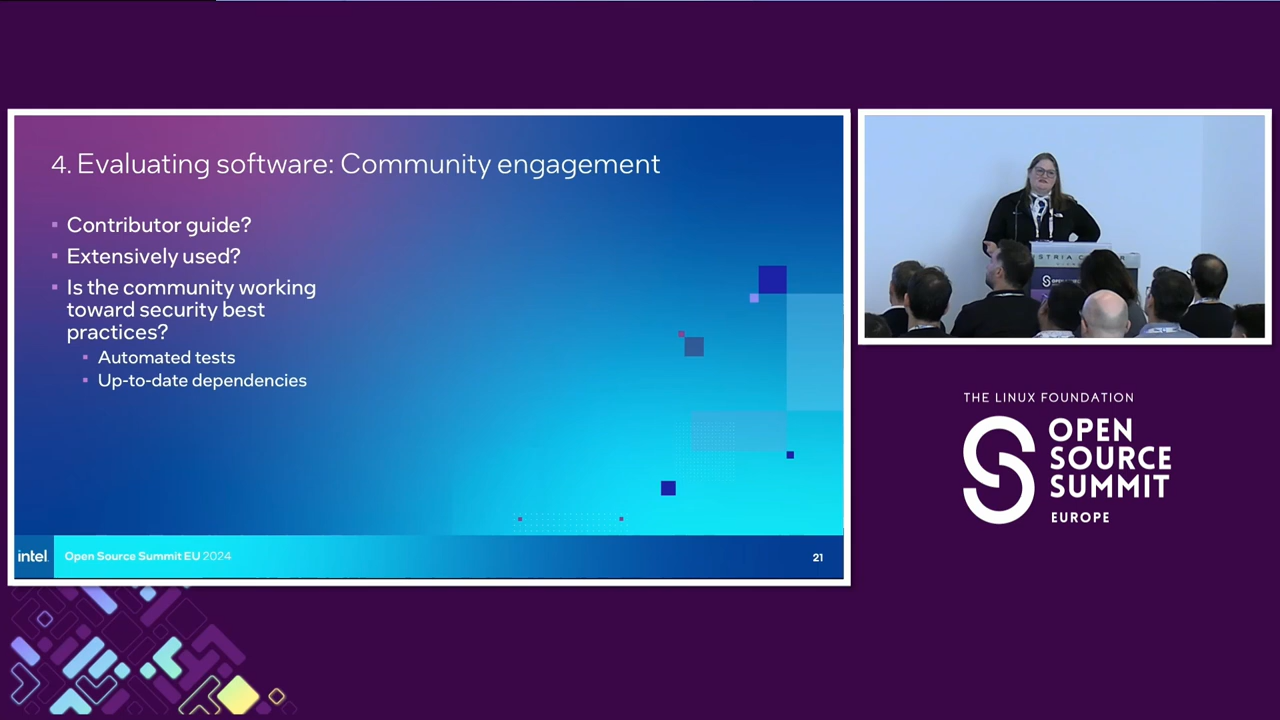 4. Evaluating software: Community engagement
Contributor guide?
Extensively used?
Is the community working
toward security best
practices?
Automated tests
Up-to-date dependencies
intel.
Open Source Summit EU 2024
21
THE LINUX FOUNDATION
OPEN
SOURCE
SUMMIT
EUROPE